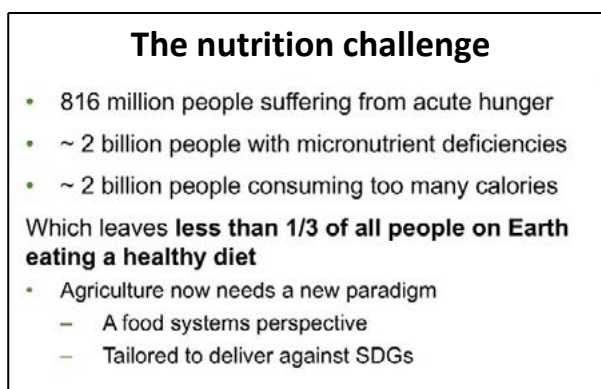 The nutrition challenge
• 816 million people suffering from acute hunger
• ~ 2 billion people with micronutrient deficiencies
• ~ 2 billion people consuming too many calories
Which leaves less than 1/3 of all people on Earth
eating a healthy diet
• Agriculture now needs a new paradigm
– A food systems perspective
– Tailored to deliver against SDGs